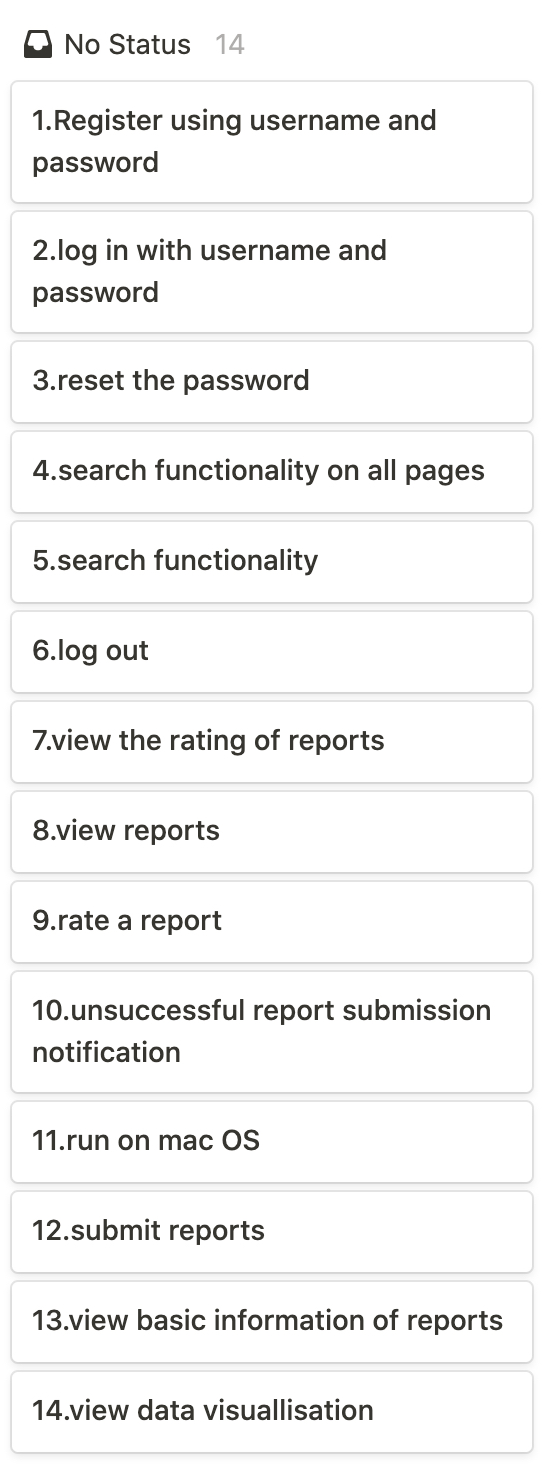 No Status 14
1.Register using username and
password
2.log in with username and
password
3.reset the password
4.search functionality on all pages
5.search functionality
6.log out
7.view the rating of reports
8.view reports
9.rate a report
10.unsuccessful report submission
notification
11.run on mac OS
12.submit reports
13.view basic information of reports
14.view data visuallisation